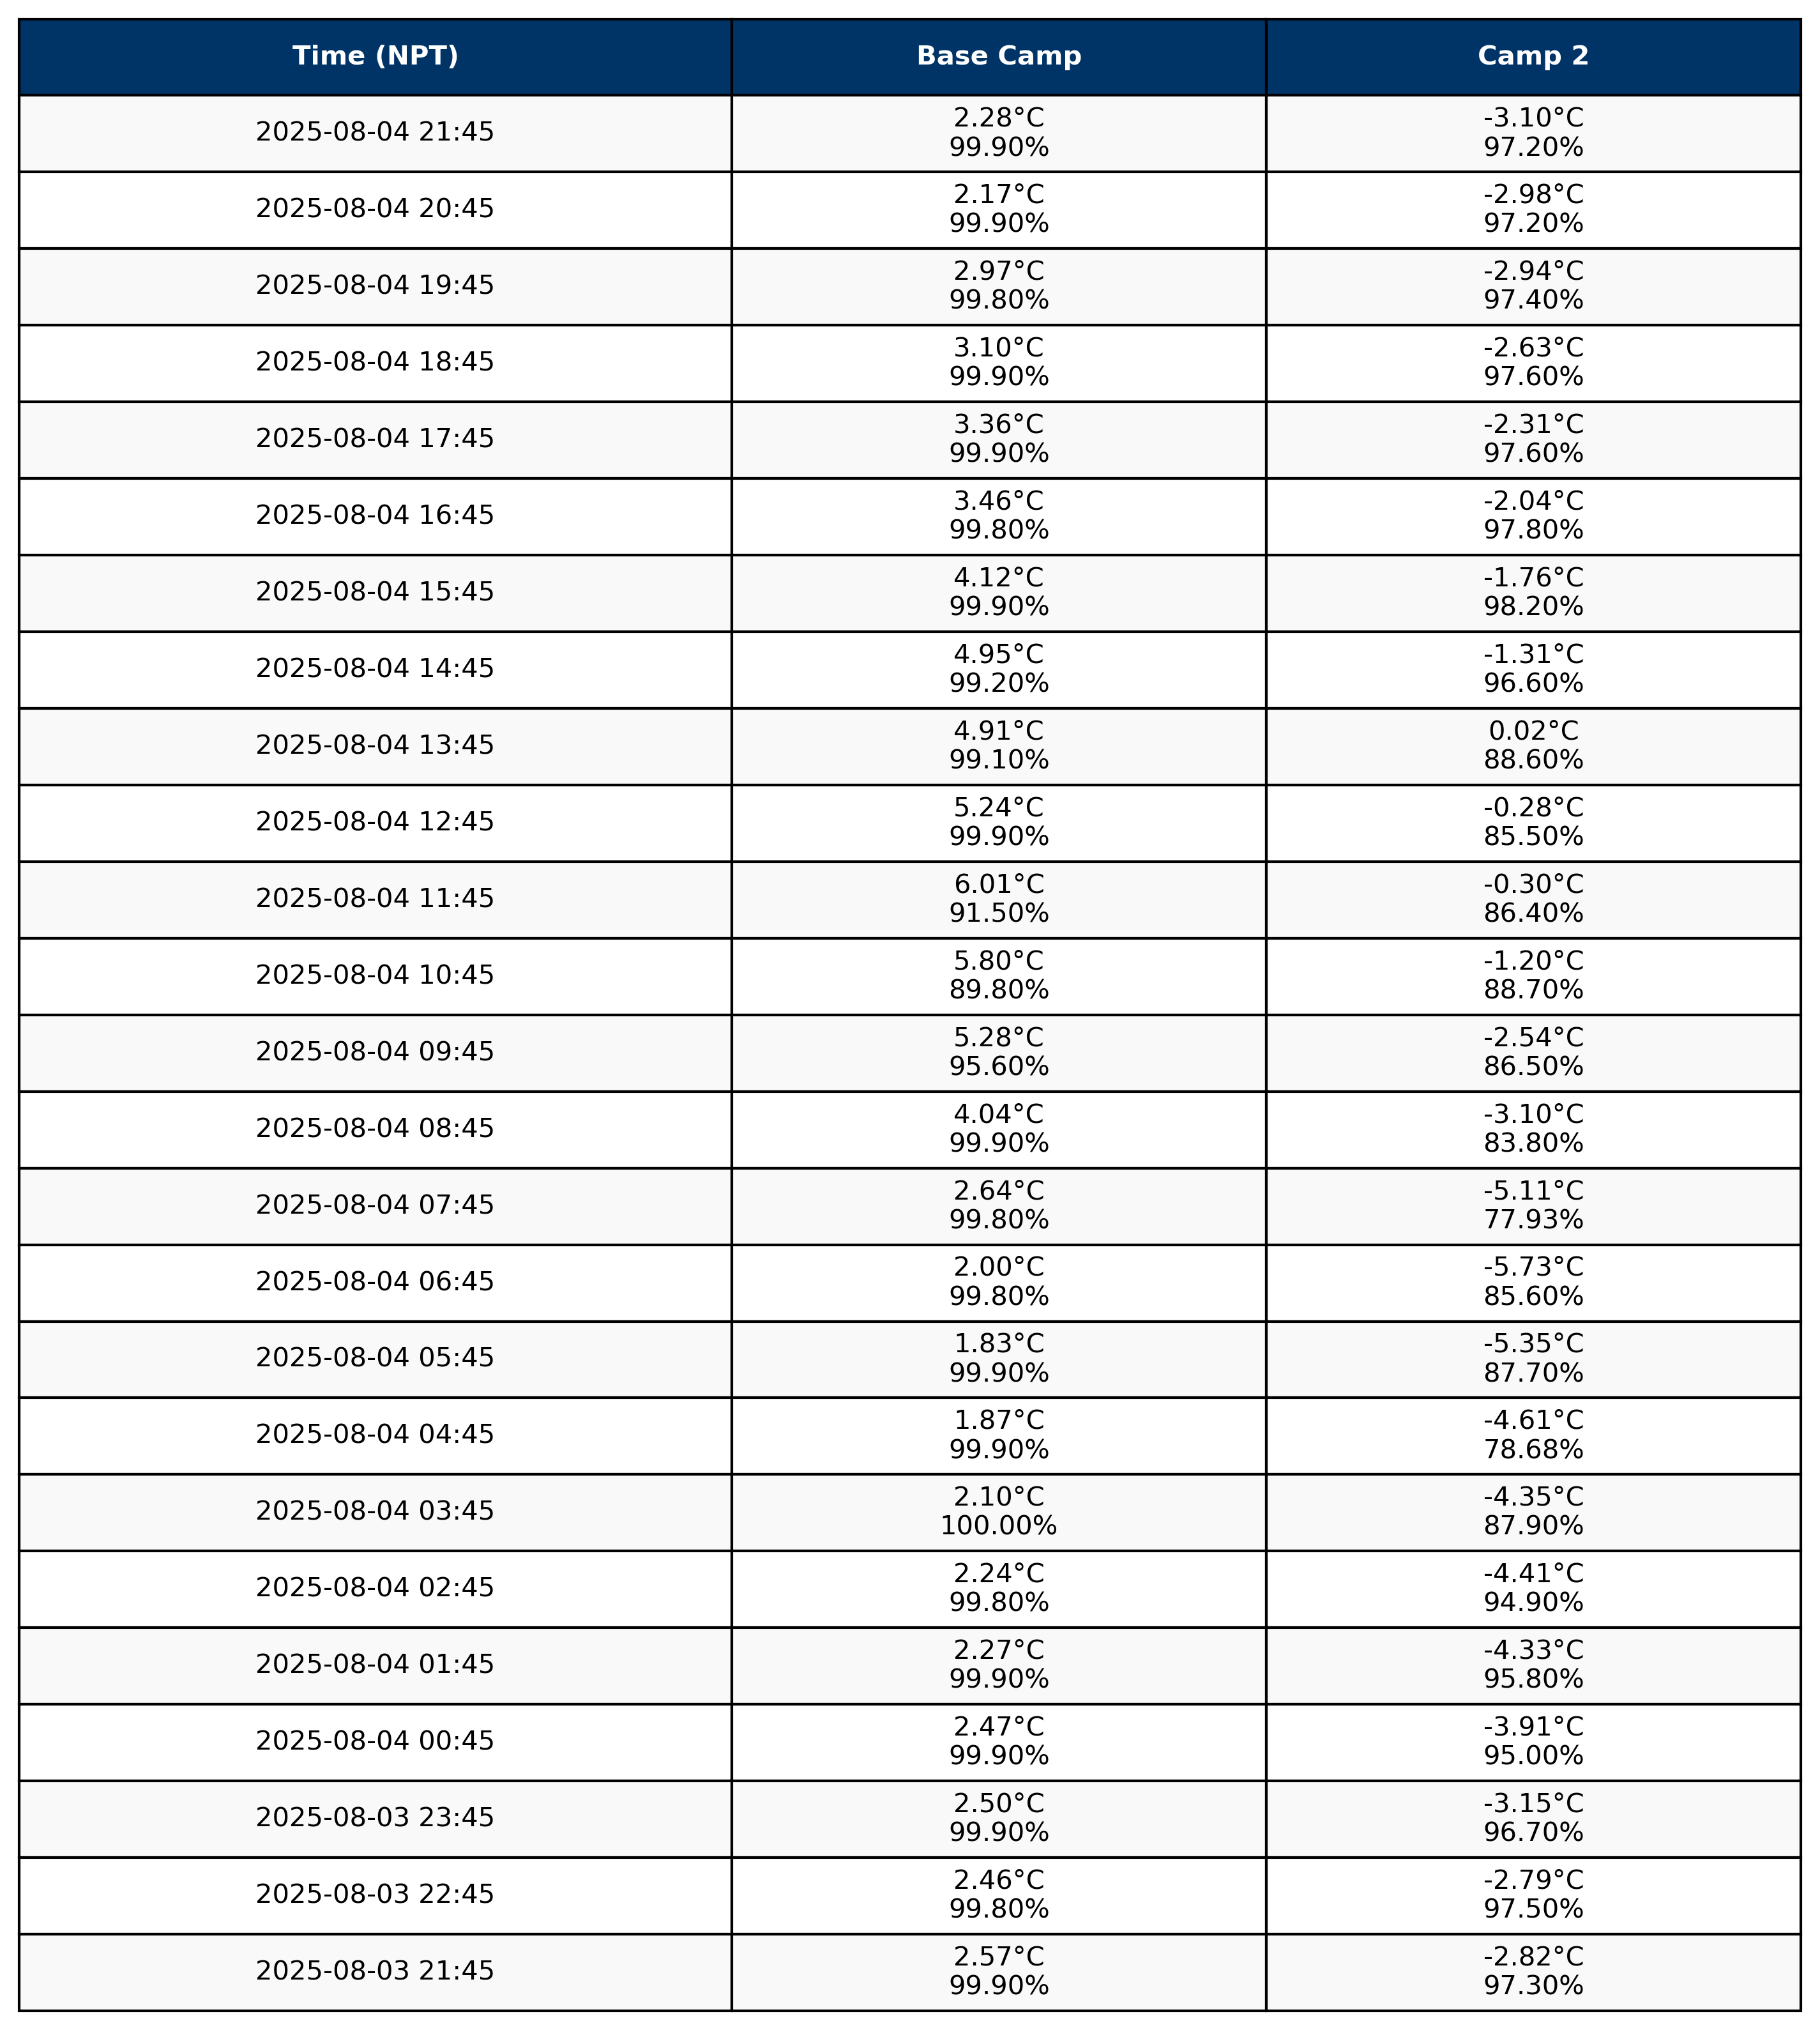 Time (NPT) Base Camp Camp 2
2025-08-04 21:45 2.28°C -3.10°C
99.90% 97.20%
2025-08-04 20:45 2.17°C -2.98°C
99.90% 97.20%
2025-08-04 19:45 2.97°C -2.94°C
99.80% 97.40%
2025-08-04 18:45 3.10°C -2.63°C
99.90% 97.60%
2025-08-04 17:45 3.36°C -2.31°C
99.90% 97.60%
2025-08-04 16:45 3.46°C -2.04°C
99.80% 97.80%
2025-08-04 15:45 4.12°C -1.76°C
99.90% 98.20%
2025-08-04 14:45 4.95°C -1.31°C
99.20% 96.60%
2025-08-04 13:45 4.91°C 0.02°C
99.10% 88.60%
2025-08-04 12:45 5.24°C -0.28°C
99.90% 85.50%
2025-08-04 11:45 6.01°C -0.30°C
91.50% 86.40%
2025-08-04 10:45 5.80°C -1.20°C
89.80% 88.70%
2025-08-04 09:45 5.28°C -2.54°C
95.60% 86.50%
2025-08-04 08:45 4.04°C -3.10°C
99.90% 83.80%
2025-08-04 07:45 2.64°C -5.11°C
99.80% 77.93%
2025-08-04 06:45 2.00°C -5.73°C
99.80% 85.60%
2025-08-04 05:45 1.83°C -5.35°C
99.90% 87.70%
2025-08-04 04:45 1.87°C -4.61°C
99.90% 78.68%
2025-08-04 03:45 2.10°C -4.35°C
100.00% 87.90%
2025-08-04 02:45 2.24°C -4.41°C
99.80% 94.90%
2025-08-04 01:45 2.27°C -4.33°C
99.90% 95.80%
2025-08-04 00:45 2.47°C -3.91°C
99.90% 95.00%
2025-08-03 23:45 2.50°C -3.15°C
99.90% 96.70%
2025-08-03 22:45 2.46°C -2.79°C
99.80% 97.50%
2025-08-03 21:45 2.57°C -2.82°C
99.90% 97.30%